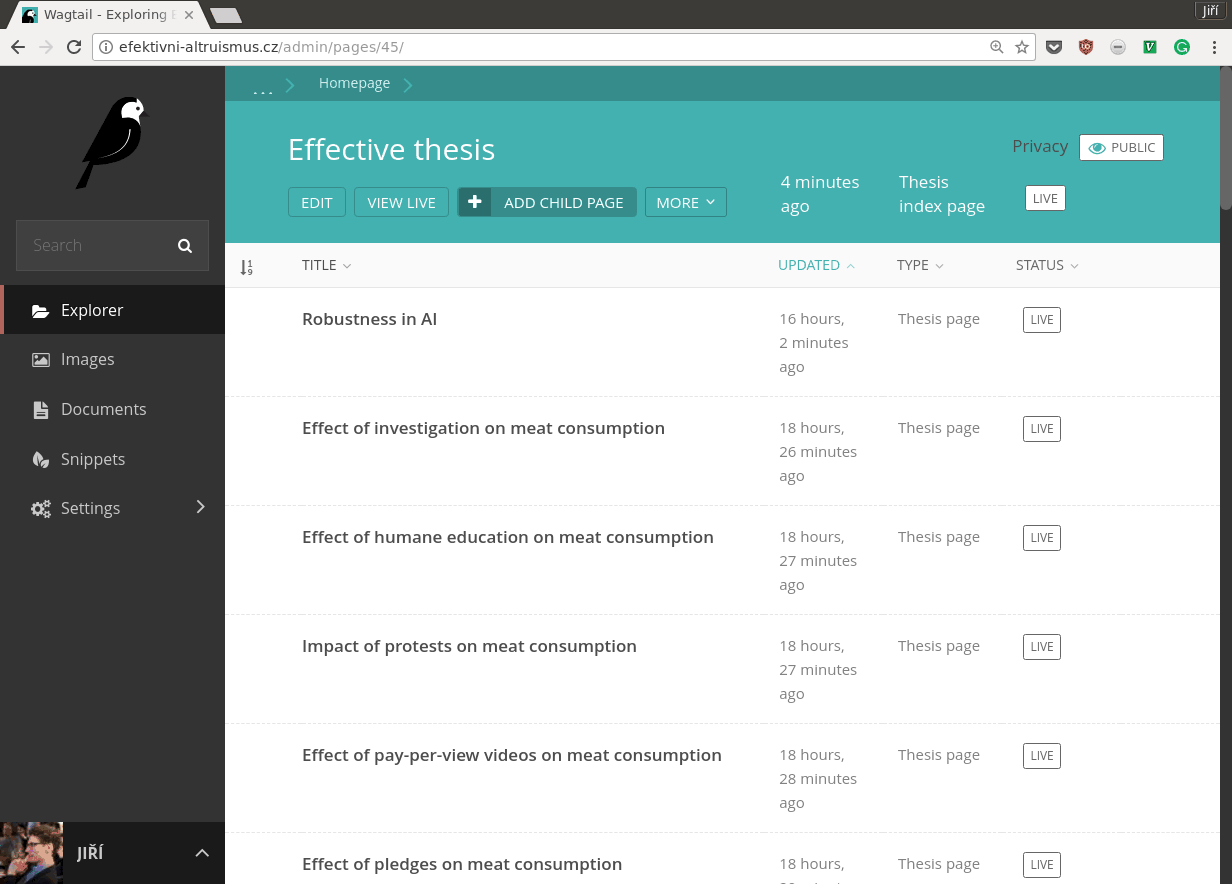 Wagtail - Exploring E
Jiří
efektivni-altruismus.cz/admin/pages/45/
... Homepage
Effective thesis
Privacy PUBLIC
EDIT VIEW LIVE ADD CHILD PAGE MORE
4 minutes
ago
Thesis
index page
LIVE
Search
Explorer
Images
Documents
Snippets
Settings
JIŘÍ
TITLE UPDATED TYPE STATUS
Robustness in AI
16 hours,
2 minutes
ago
Thesis page
LIVE
Effect of investigation on meat consumption
18 hours,
26 minutes
ago
Thesis page
LIVE
Effect of humane education on meat consumption
18 hours,
27 minutes
ago
Thesis page
LIVE
Impact of protests on meat consumption
18 hours,
27 minutes
ago
Thesis page
LIVE
Effect of pay-per-view videos on meat consumption
18 hours,
28 minutes
ago
Thesis page
LIVE
Effect of pledges on meat consumption
18 hours,
Thesis page
LIVE